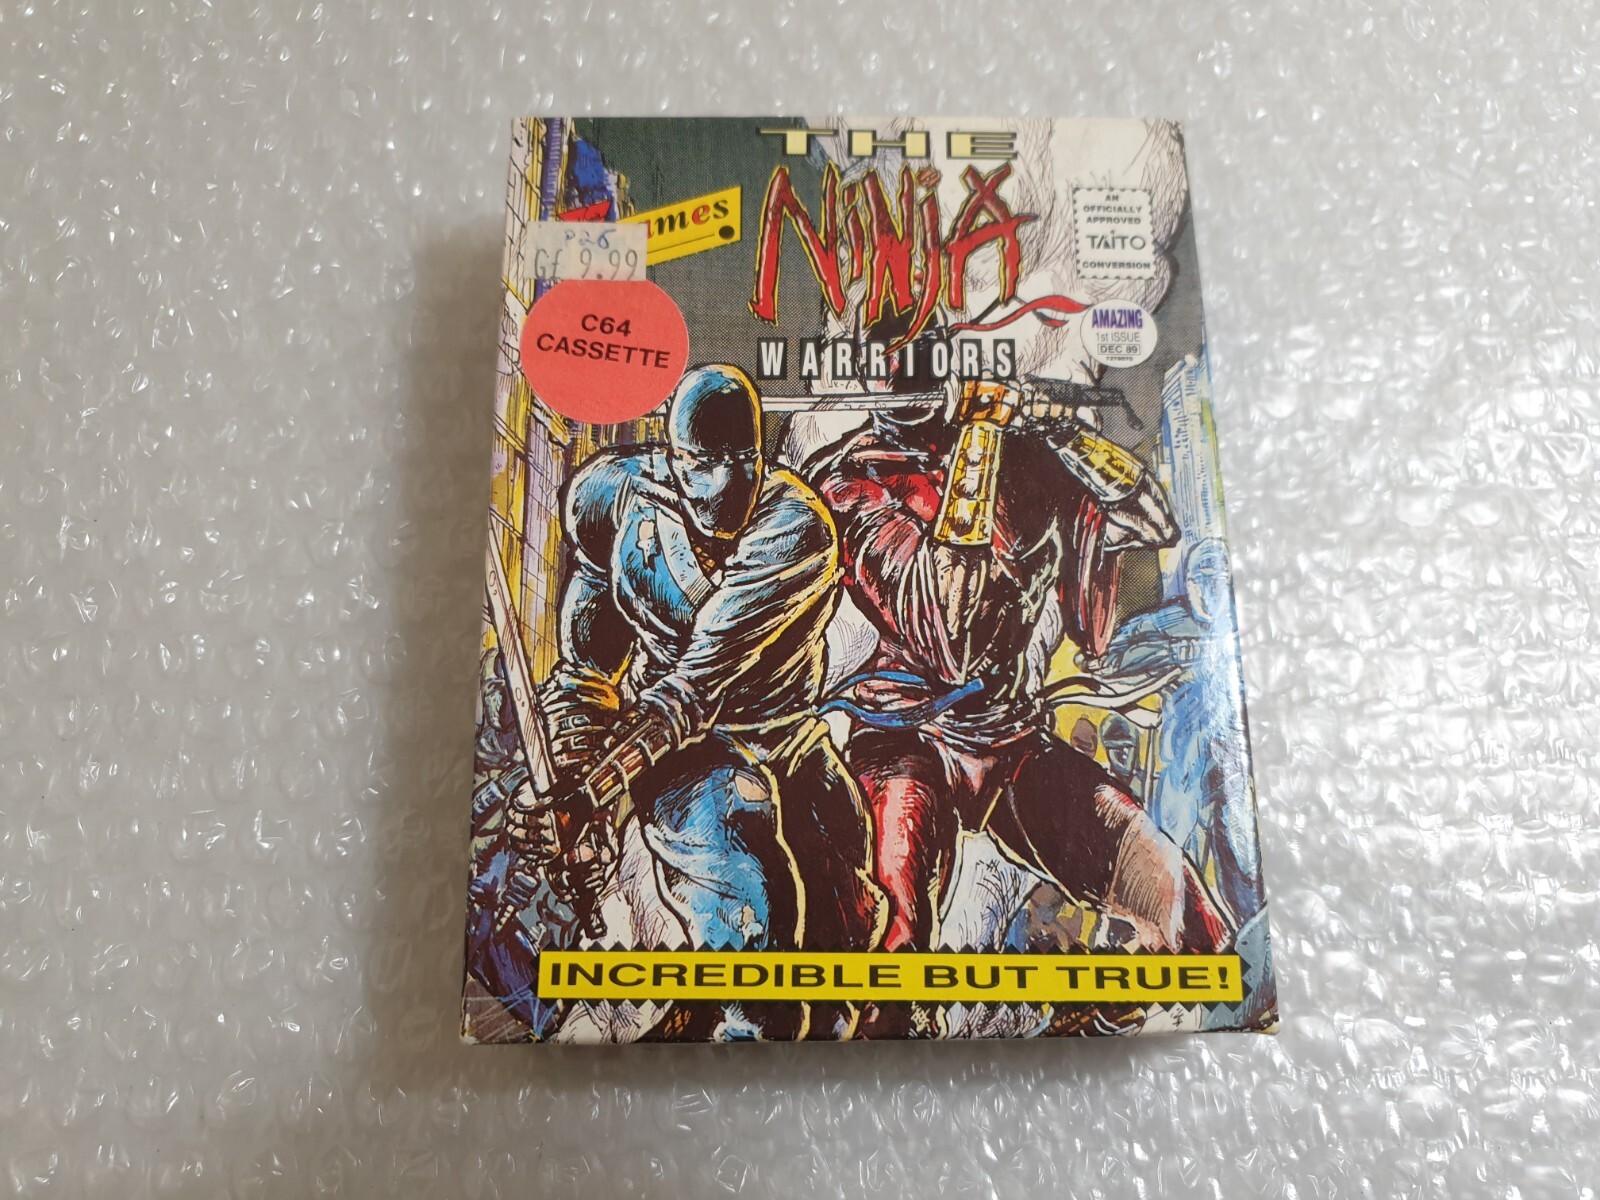 THE
NiNjA
WARRIORS
ames
AN
OFFICIALLY
APPROVED
TAITO
CONVERSION
Gf 9.99
C64
CASSETTE
AMAZING
1st ISSUE
DEC 89
INCREDIBLE BUT TRUE!